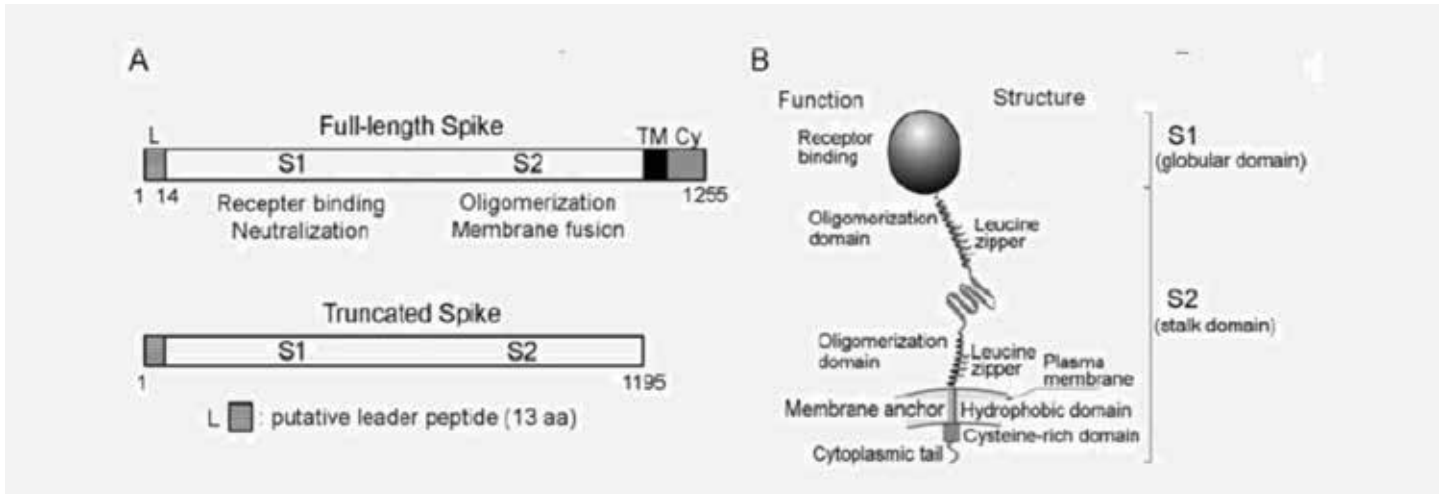 A
Full-length Spike
L
TM Cy
S1
S2
1 14
1255
Recepter binding
Neutralization
Oligomerization
Membrane fusion
Truncated Spike
S1
S2
1
1195
L : putative leader peptide (13 aa)
B
Function
Structure
Receptor
binding
S1
(globular domain)
Oligomerization
domain
Leucine
zipper
S2
(stalk domain)
Oligomerization
domain
Leucine
zipper
Plasma
membrane
Membrane anchor
Hydrophobic domain
Cysteine-rich domain
Cytoplasmic tail